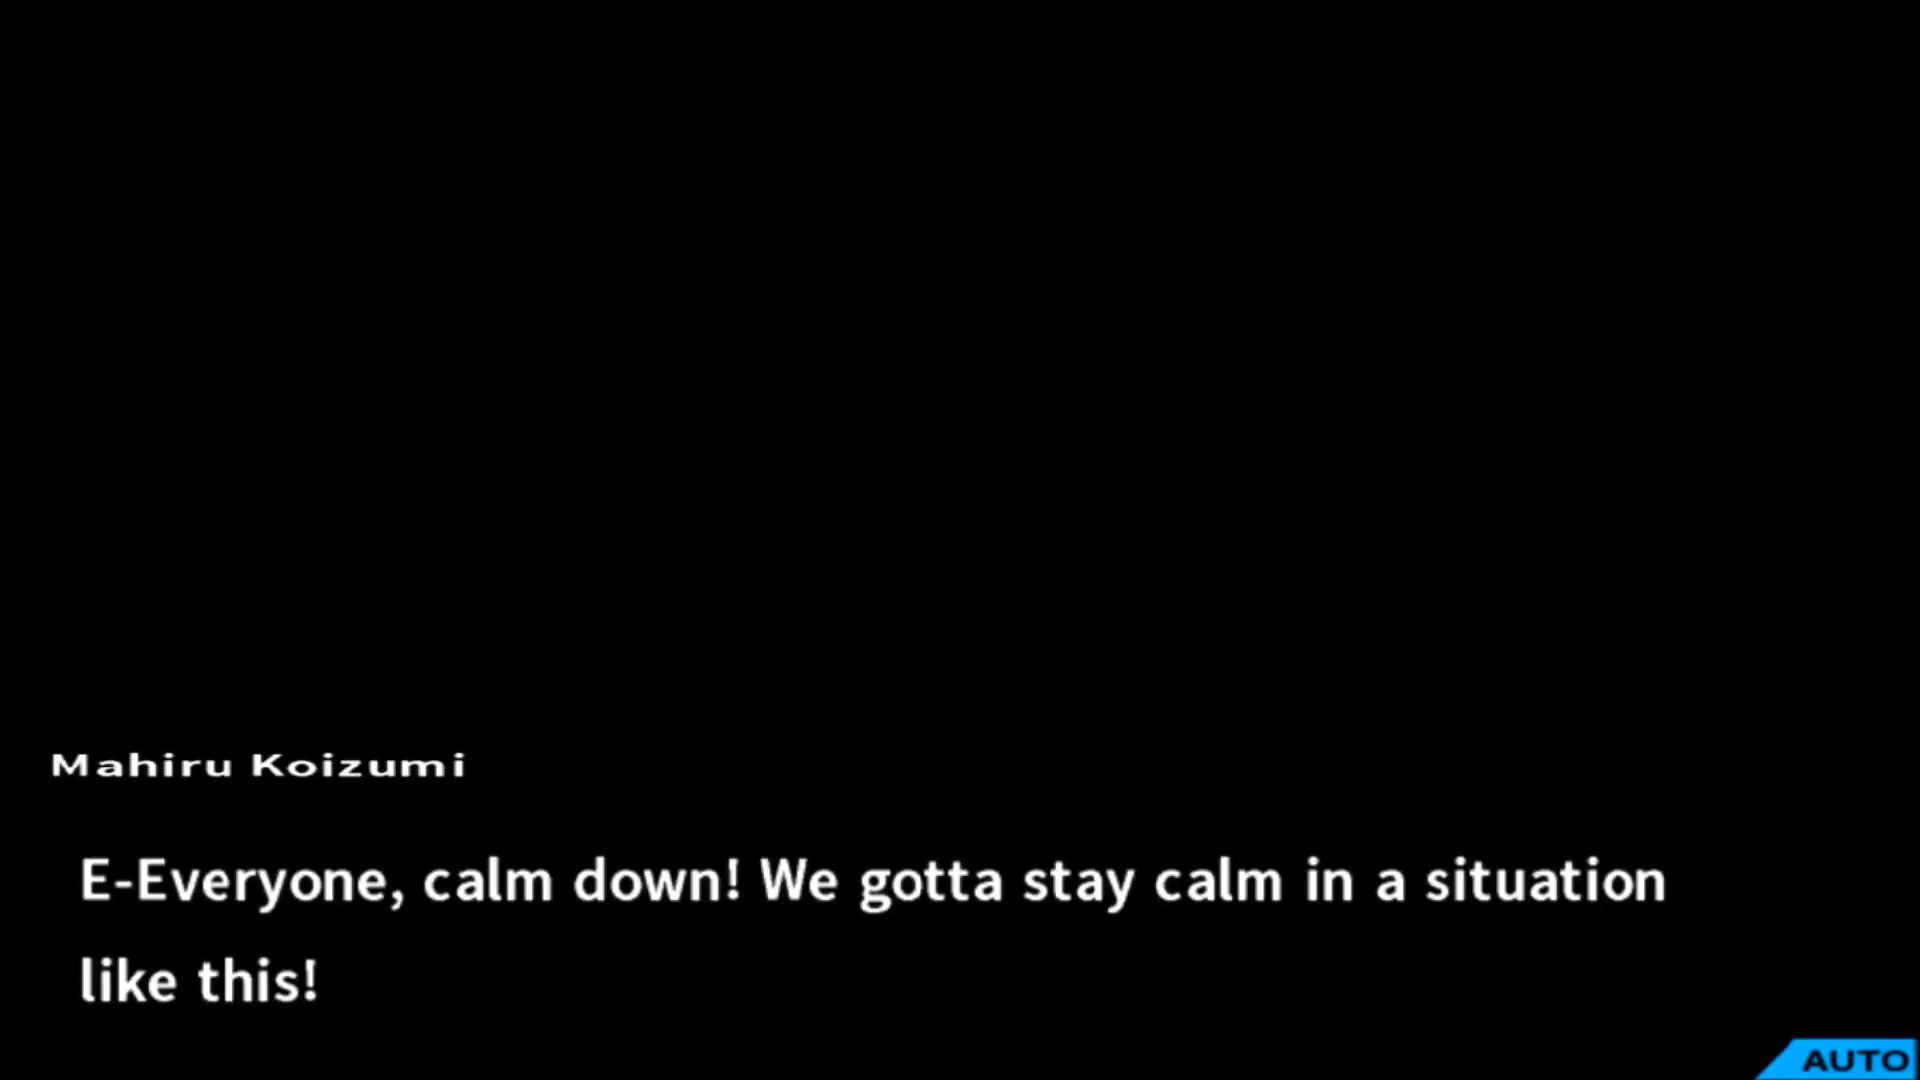 Mahiru Koizumi
E-Everyone, calm down! We gotta stay calm in a situation
like this!
AUTO